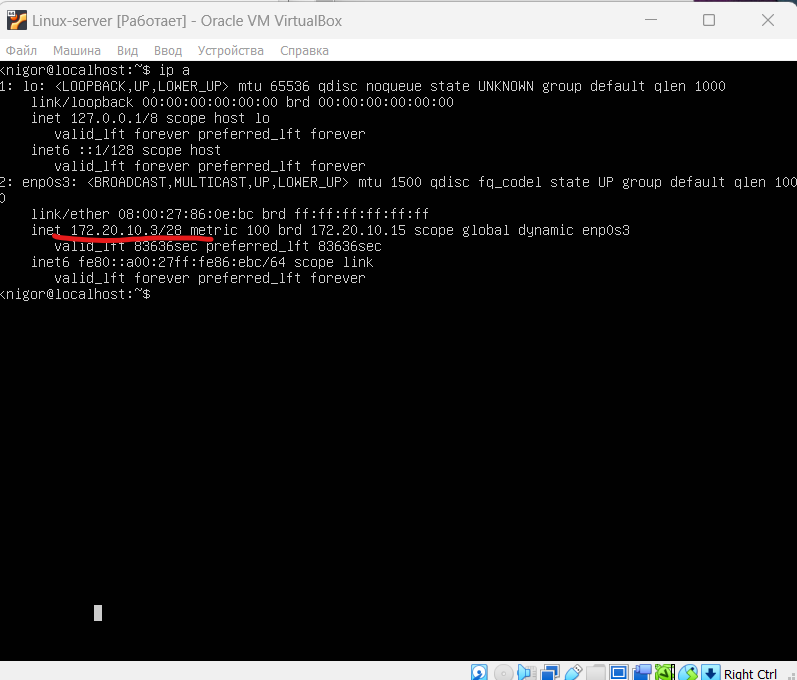 Linux-server [Работает] - Oracle VM VirtualBox
Файл Машина Вид Ввод Устройства Справка
knigor@localhost:~$ ip a
1: lo: <LOOPBACK,UP,LOWER_UP> mtu 65536 qdisc noqueue state UNKNOWN group default qlen 1000
link/loopback 00:00:00:00:00:00 brd 00:00:00:00:00:00
inet 127.0.0.1/8 scope host lo
valid_lft forever preferred_lft forever
inet6 ::1/128 scope host
valid_lft forever preferred_lft forever
2: enp0s3: <BROADCAST,MULTICAST,UP,LOWER_UP> mtu 1500 qdisc fq_codel state UP group default qlen 100
0
link/ether 08:00:27:86:0e:bc brd ff:ff:ff:ff:ff:ff
inet 172.20.10.3/28 metric 100 brd 172.20.10.15 scope global dynamic enp0s3
valid_lft 83636sec preferred_lft 83636sec
inet6 fe80::a00:27ff:fe86:ebc/64 scope link
valid_lft forever preferred_lft forever
knigor@localhost:~$
Right Ctrl